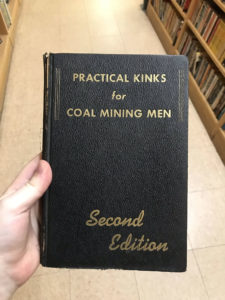 PRACTICAL KINKS
for
COAL MINING MEN
Second
Edition